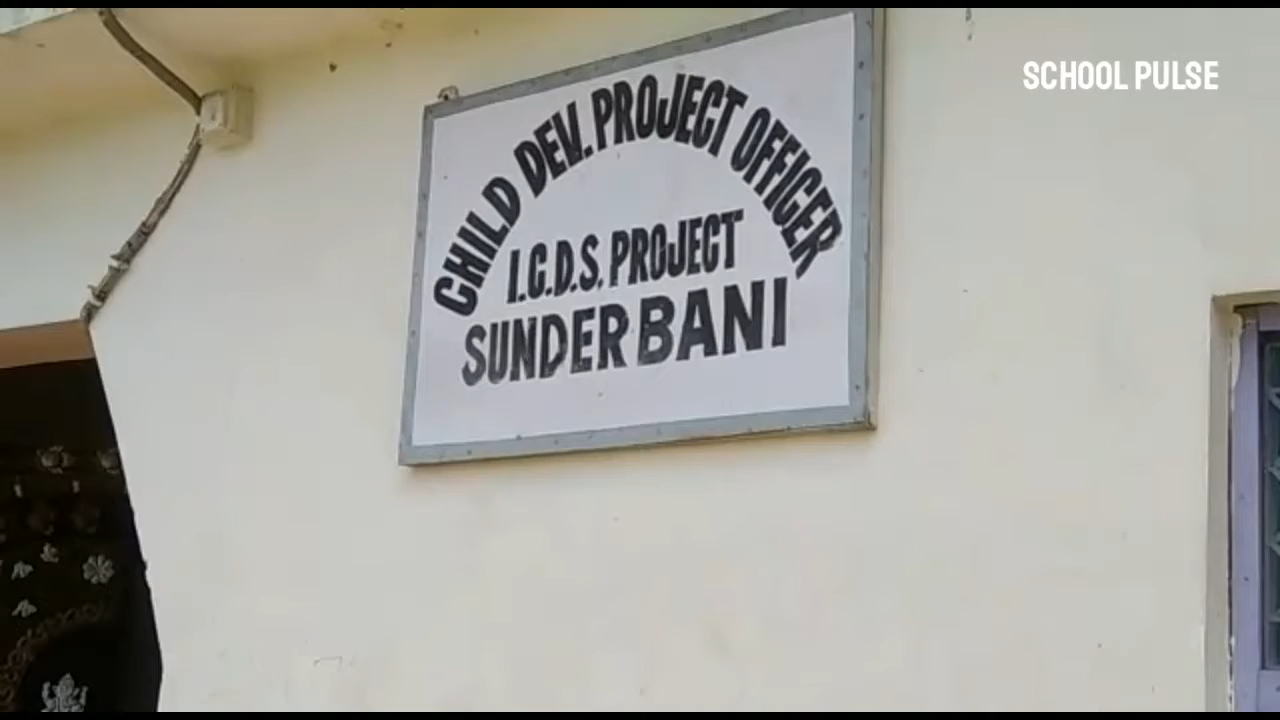 SCHOOL PULSE
CHILD DEV. PROJECT OFFICER
I.C.D.S. PROJECT
SUNDERBANI